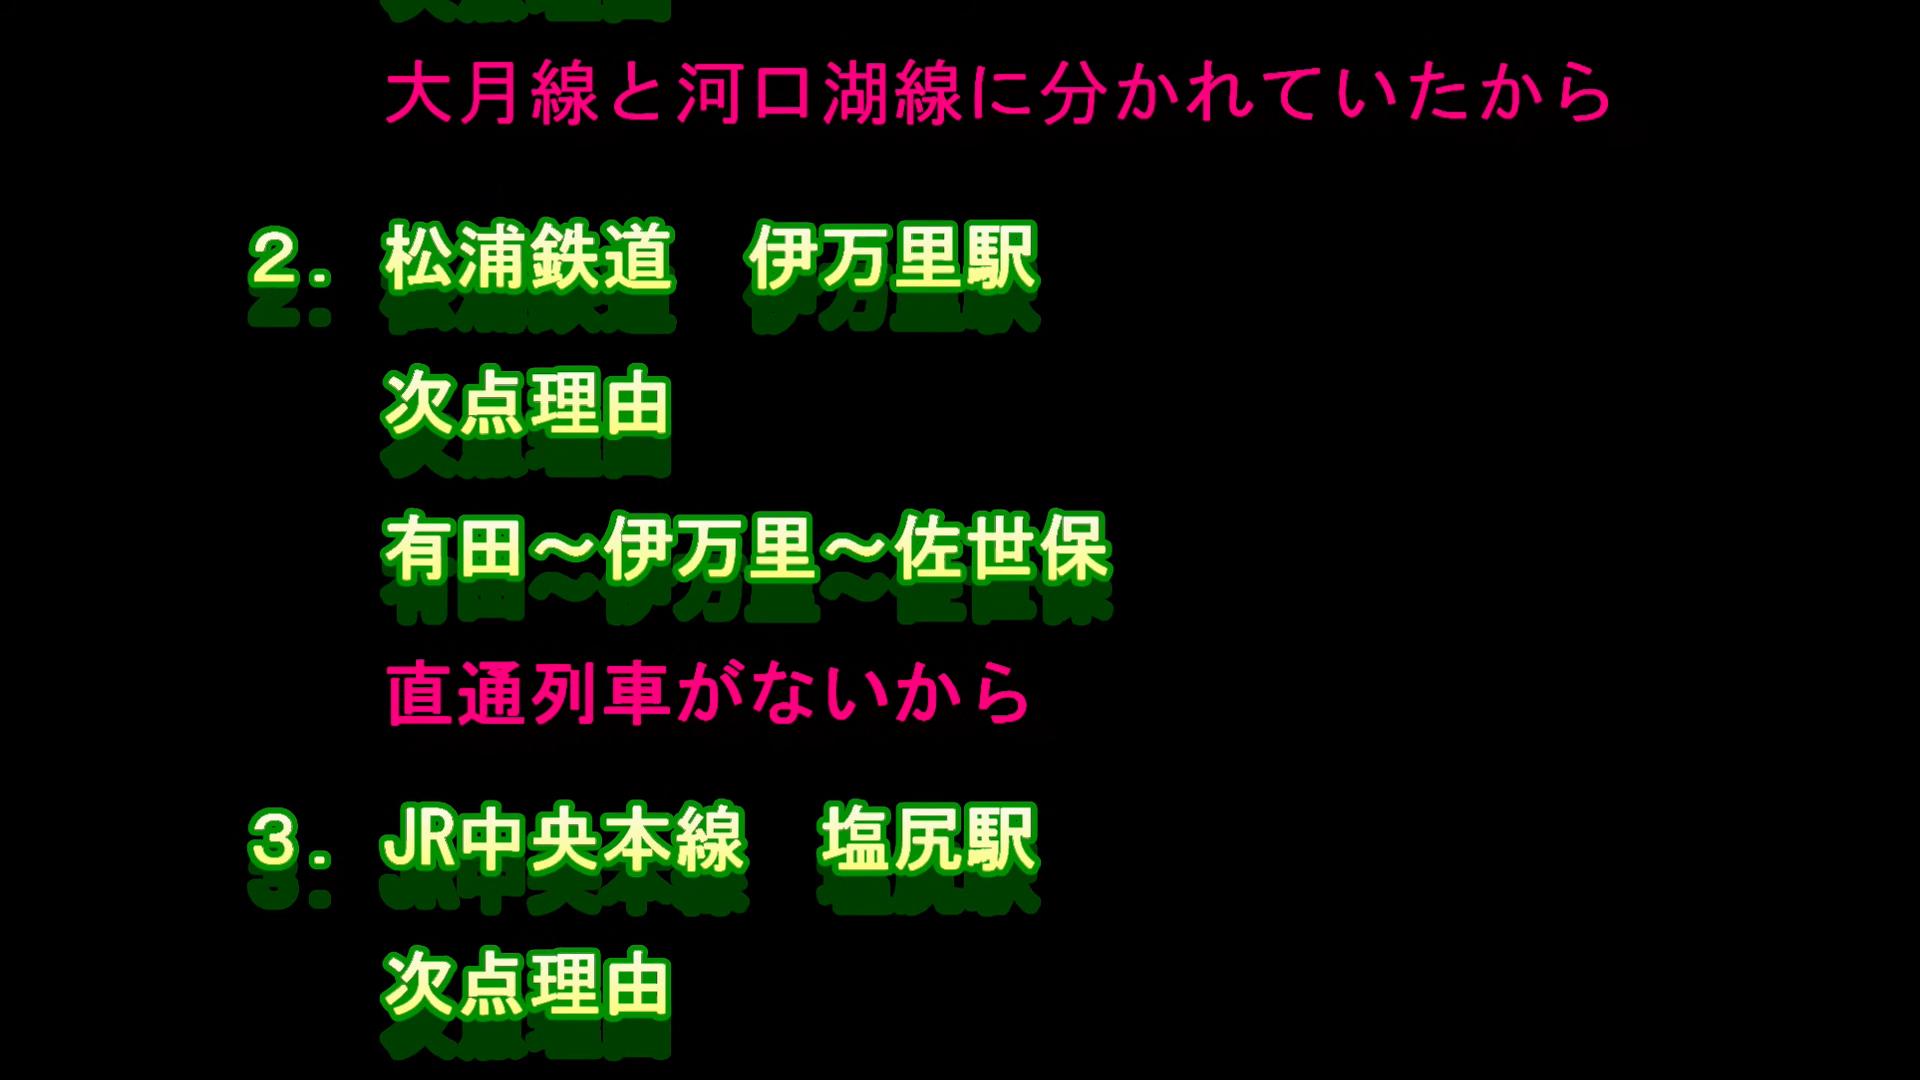 大月線と河口湖線に分かれていたから
２．松浦鉄道　伊万里駅
次点理由
有田～伊万里～佐世保
直通列車がないから
３．JR中央本線　塩尻駅
次点理由